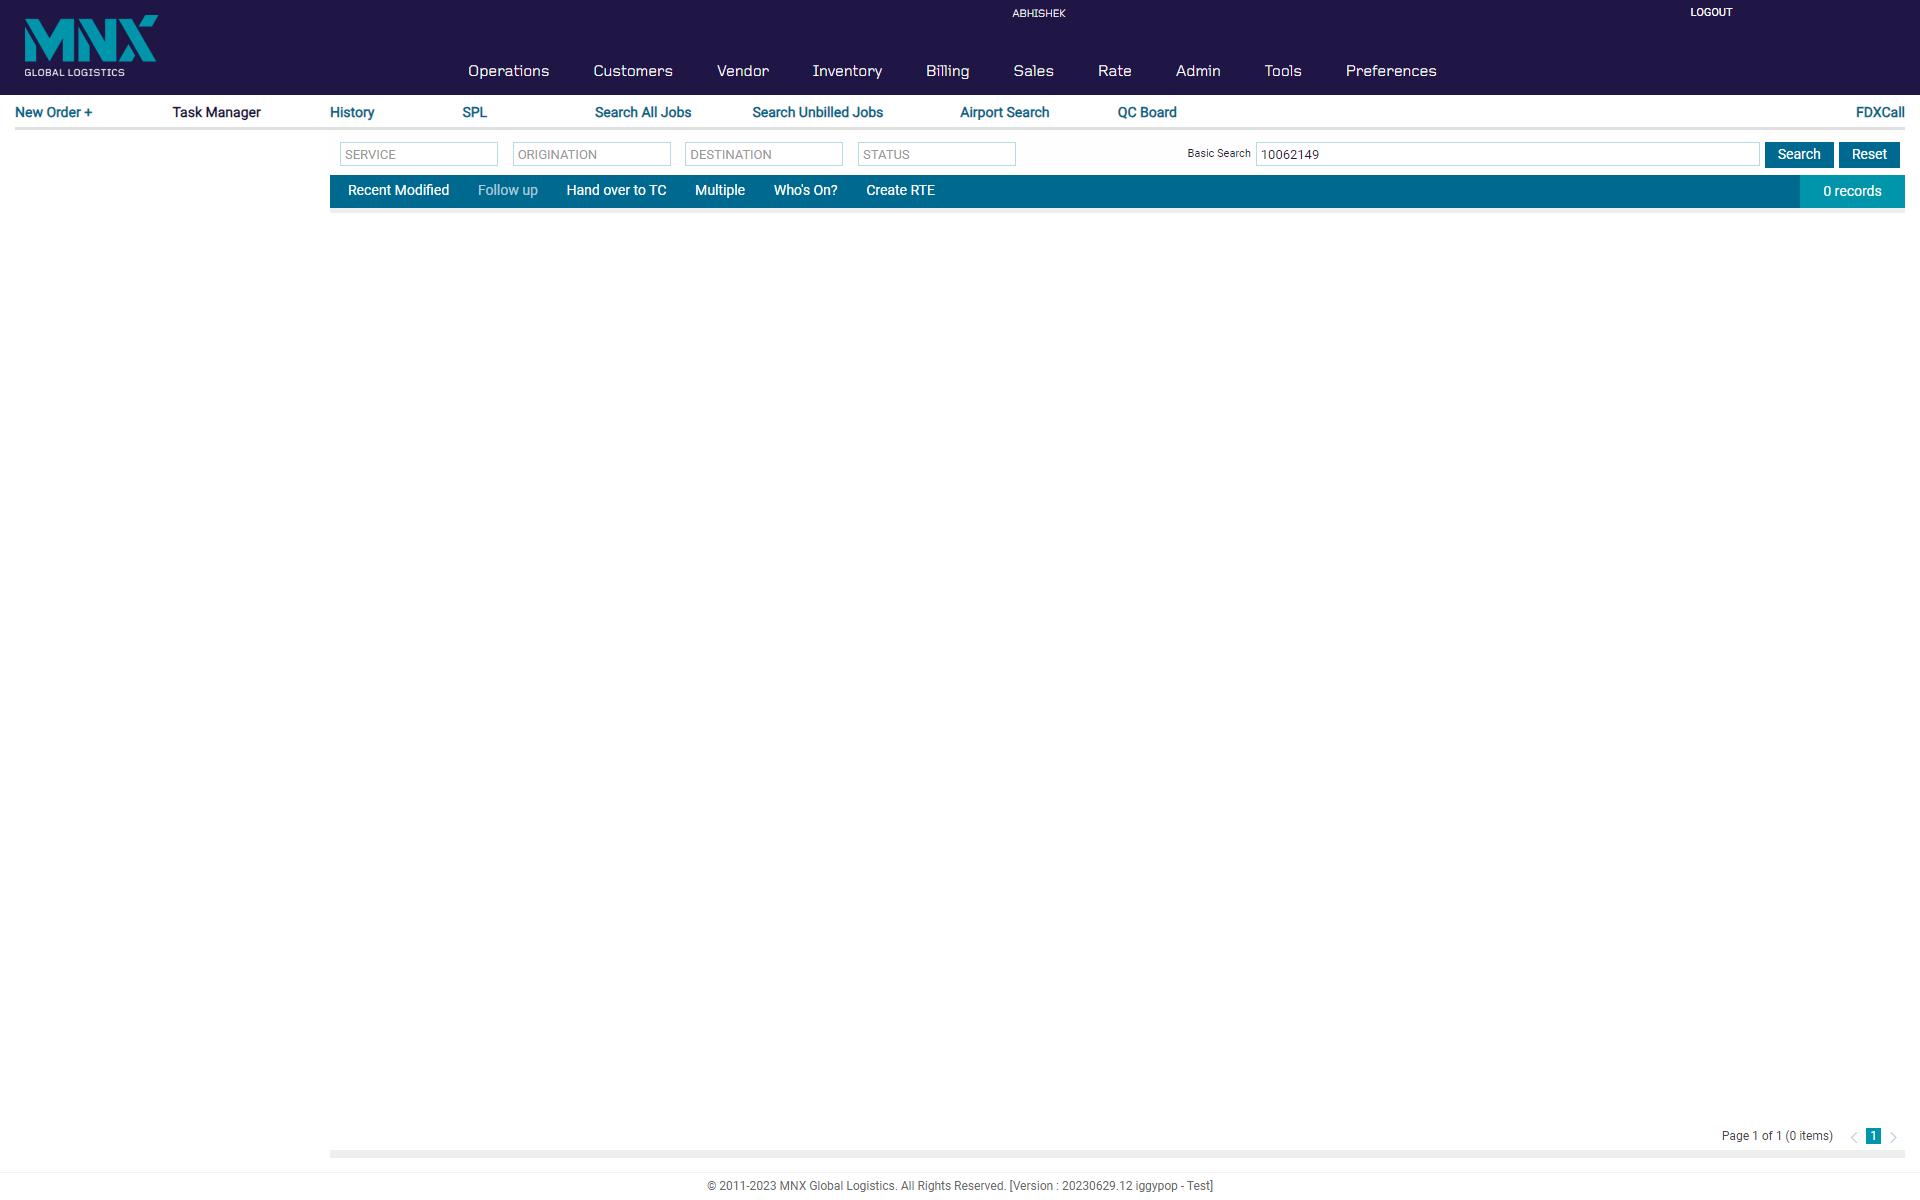 MNX
GLOBAL LOGISTICS
ABHISHEK
LOGOUT
Operations Customers Vendor Inventory Billing Sales Rate Admin Tools Preferences
New Order + Task Manager History SPL Search All Jobs Search Unbilled Jobs Airport Search QC Board FDXCall
SERVICE ORIGINATION DESTINATION STATUS Basic Search 10062149 Search Reset
Recent Modified Follow up Hand over to TC Multiple Who's On? Create RTE 0 records
Page 1 of 1 (0 items) 1
© 2011-2023 MNX Global Logistics. All Rights Reserved. [Version : 20230629.12 iggypop - Test]